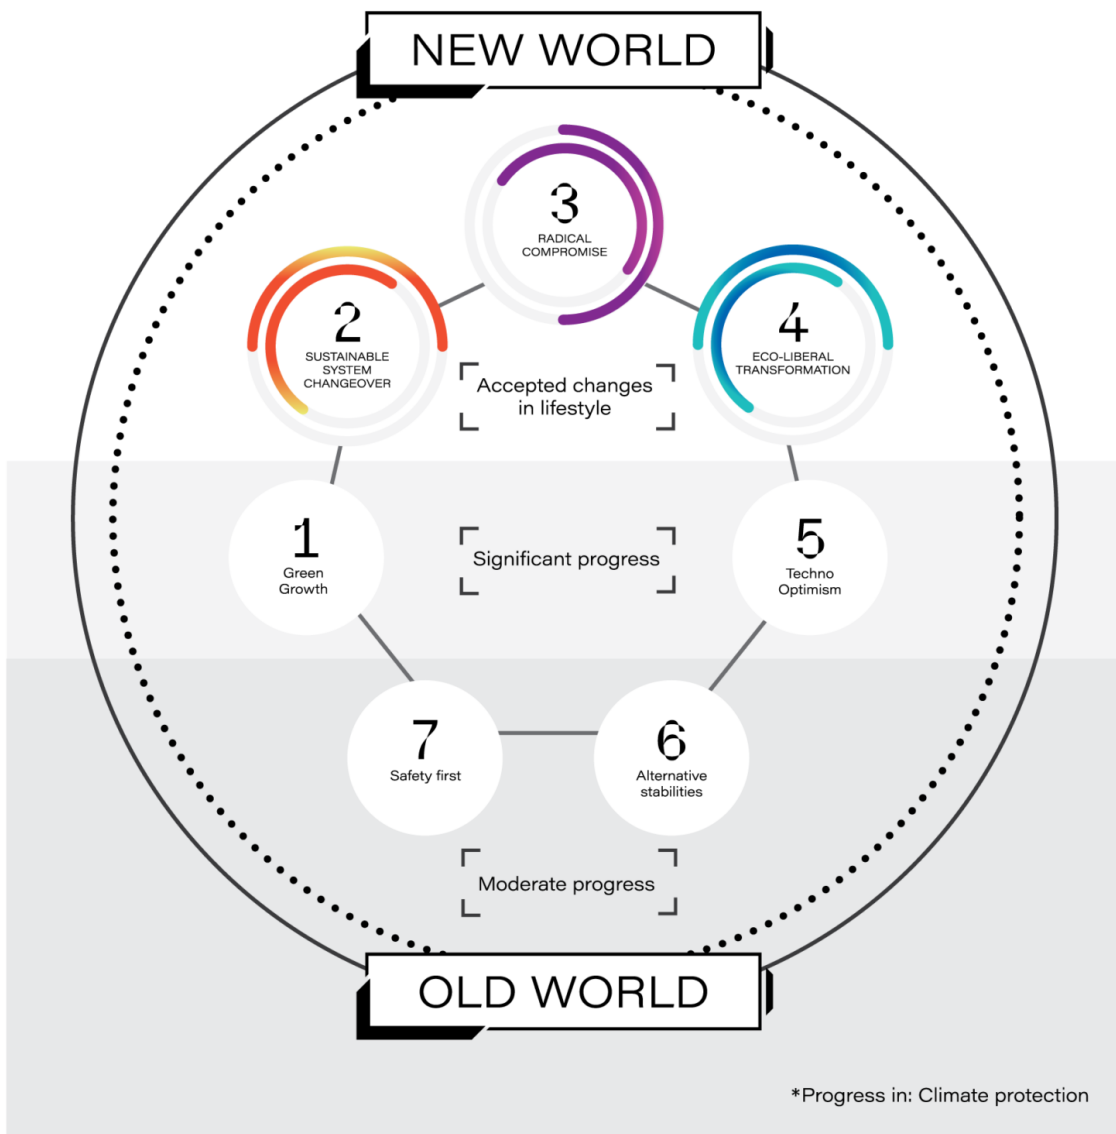 NEW WORLD
3
RADICAL
COMPROMISE
2
SUSTAINABLE
SYSTEM
CHANGEOVER
4
ECO-LIBERAL
TRANSFORMATION
Accepted changes
in lifestyle
1
Green
Growth
Significant progress
5
Techno
Optimism
7
Safety first
6
Alternative
stabilities
Moderate progress
OLD WORLD
*Progress in: Climate protection